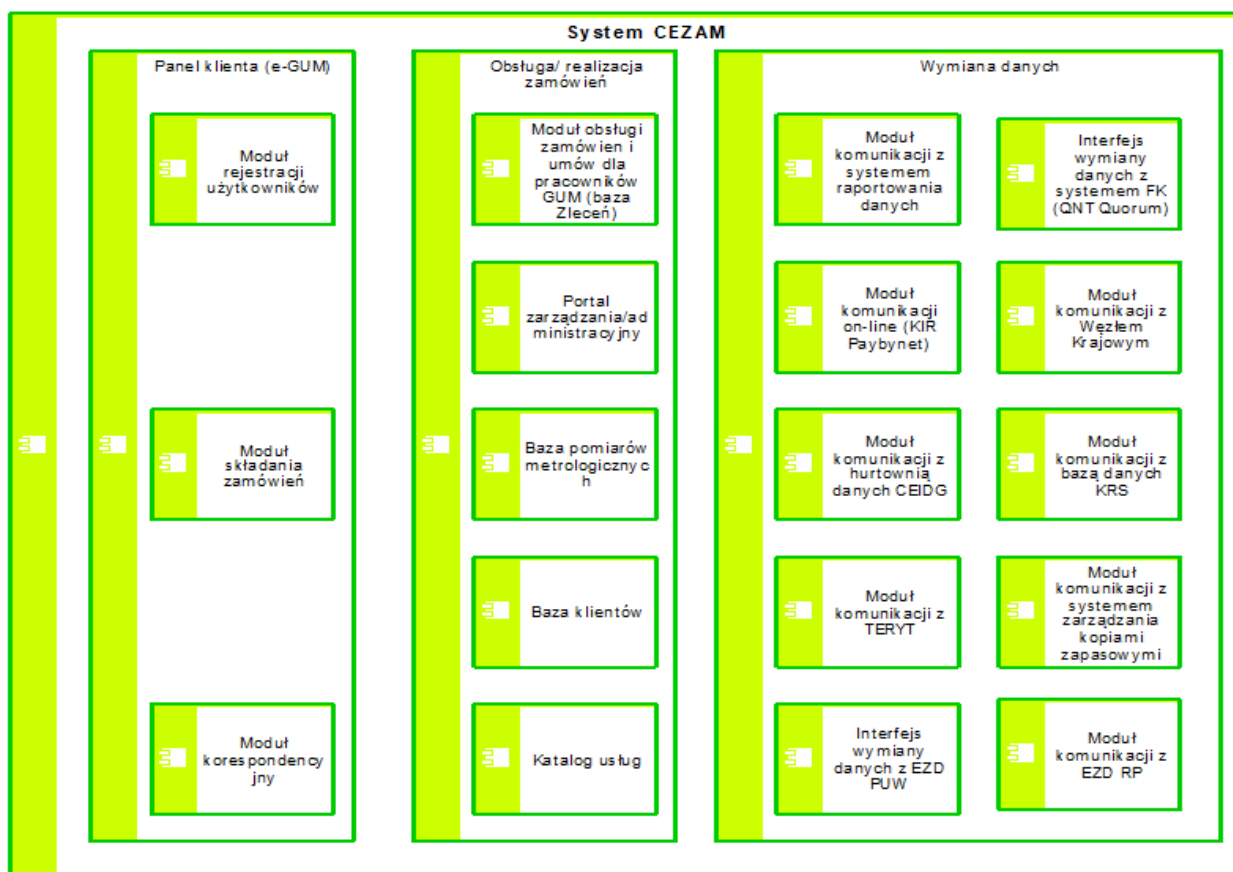 System CEZAM
Panel klienta (e-GUM)
Moduł
rejestracji
użytkowników
Moduł
składania
zamówień
Moduł
korespondency
jny
Obsługa/ realizacja
zamówień
Moduł obsługi
zamówien i
umów dla
pracowników
GUM (baza
Zleceń)
Portal
zarządzania/ad
ministracyjny
Baza pomiarów
metrologicznyc
h
Baza klientów
Katalog usług
Wymiana danych
Moduł
komunikacji z
systemem
raportowania
danych
Interfejs
wymiany
danych z
systemem FK
(QNT Quorum)
Moduł
komunikacji
on-line (KIR
Paybynet)
Moduł
komunikacji z
Węzłem
Krajowym
Moduł
komunikacji z
hurtownią
danych CEIDG
Moduł
komunikacji z
bazą danych
KRS
Moduł
komunikacji z
TERYT
Moduł
komunikacji z
systemem
zarządzania
kopiami
zapasowymi
Interfejs
wymiany
danych z EZD
PUW
Moduł
komunikacji z
EZD RP